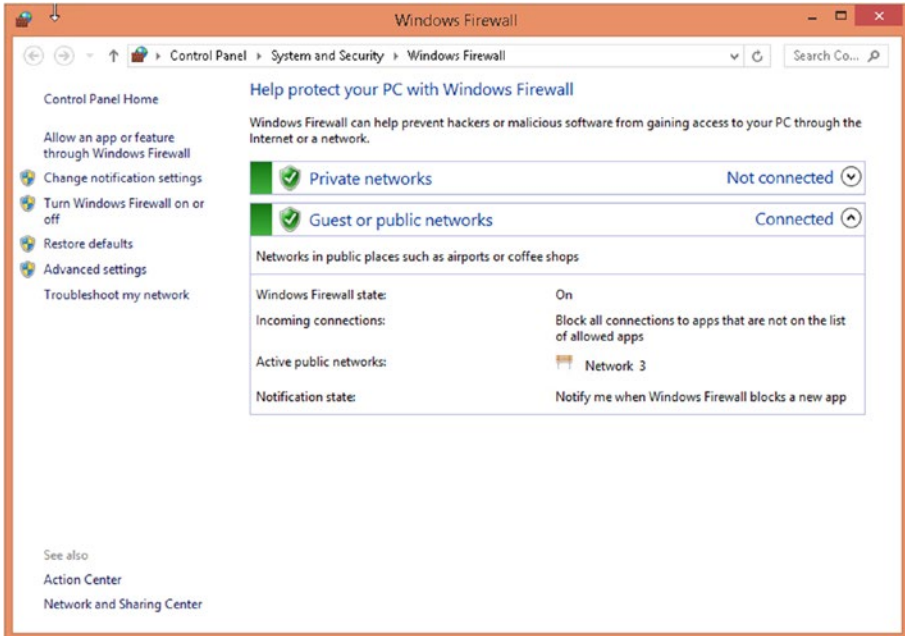 Windows Firewall
Control Panel
System and Security
Windows Firewall
Search Co...
Control Panel Home
Allow an app or feature
through Windows Firewall
Change notification settings
Turn Windows Firewall on or
off
Restore defaults
Advanced settings
Troubleshoot my network
See also
Action Center
Network and Sharing Center
Help protect your PC with Windows Firewall
Windows Firewall can help prevent hackers or malicious software from gaining access to your PC through the
Internet or a network.
Private networks
Not connected
Guest or public networks
Connected
Networks in public places such as airports or coffee shops
Windows Firewall state:
On
Incoming connections:
Block all connections to apps that are not on the list
of allowed apps
Active public networks:
Network 3
Notification state:
Notify me when Windows Firewall blocks a new app